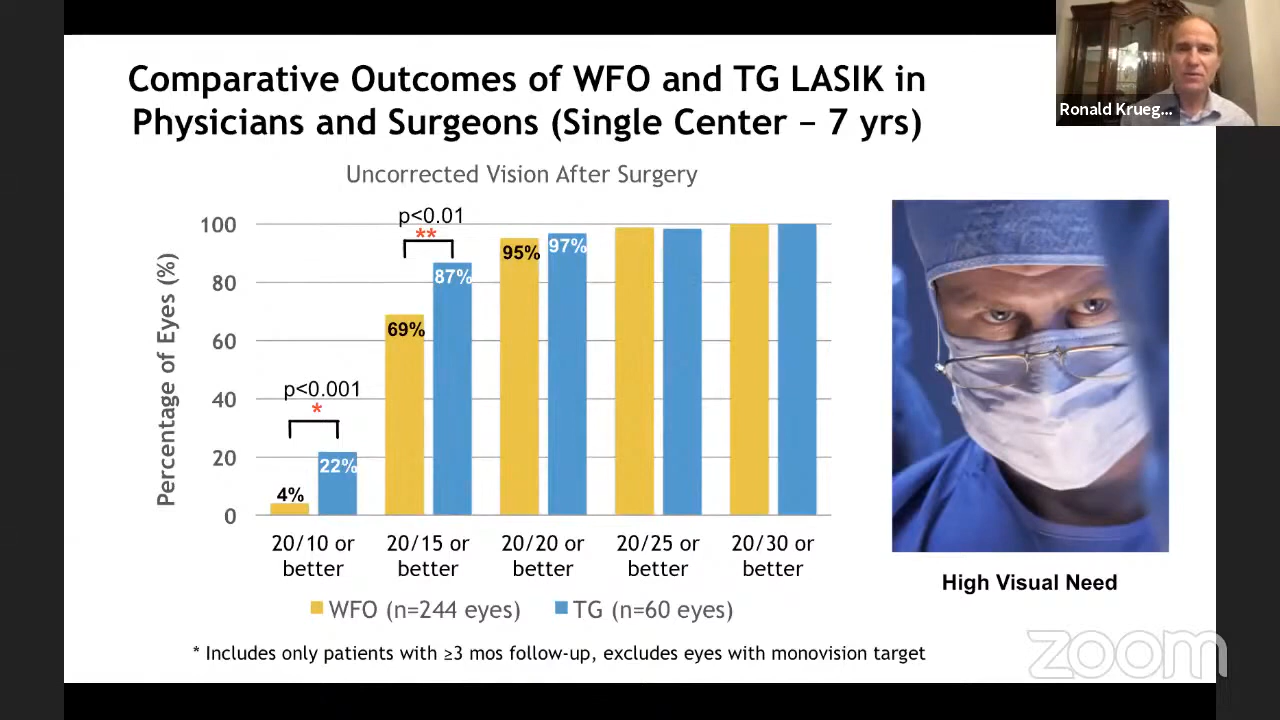 Comparative Outcomes of WFO and TG LASIK in
Physicians and Surgeons (Single Center – 7 yrs)
Ronald Krueg...
Uncorrected Vision After Surgery
Percentage of Eyes (%)
100
80
60
40
20
0
p<0.001
*
p<0.01
**
4%
22%
69%
87%
95%
97%
20/10 or
better
20/15 or
better
20/20 or
better
20/25 or
better
20/30 or
better
WFO (n=244 eyes)
TG (n=60 eyes)
High Visual Need
* Includes only patients with ≥3 mos follow-up, excludes eyes with monovision target
zoom